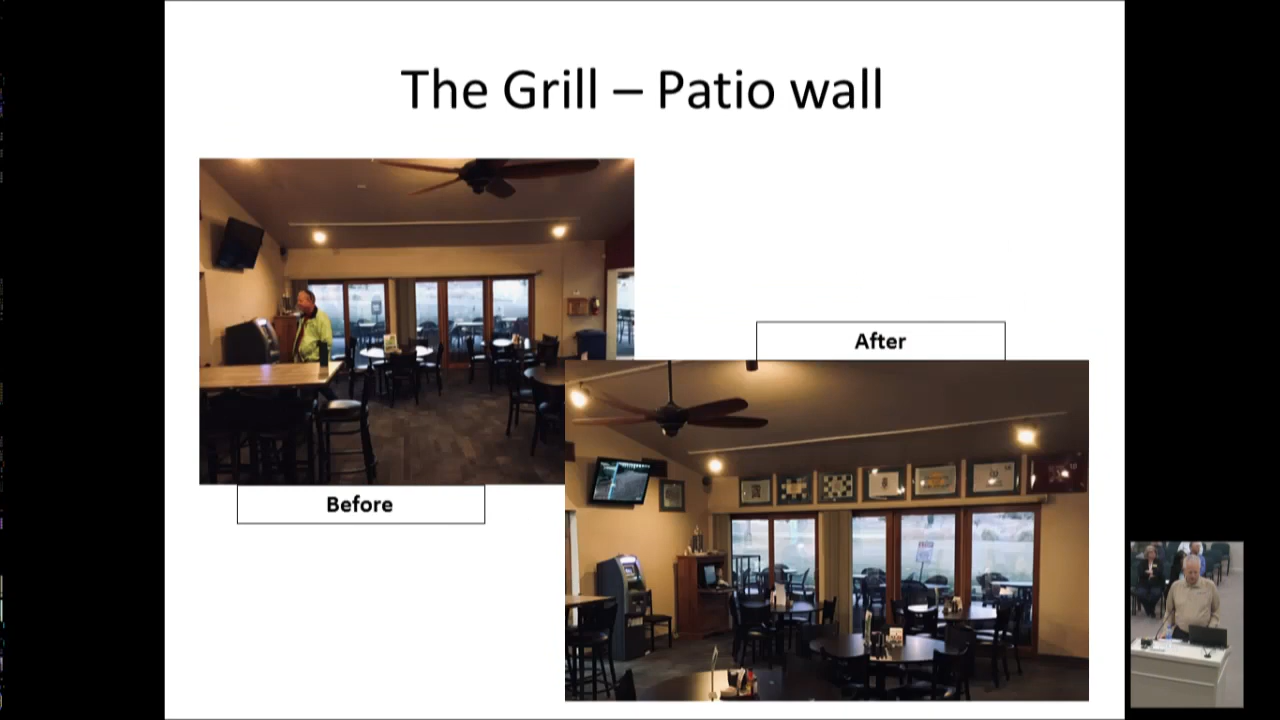 The Grill – Patio wall
After
Before